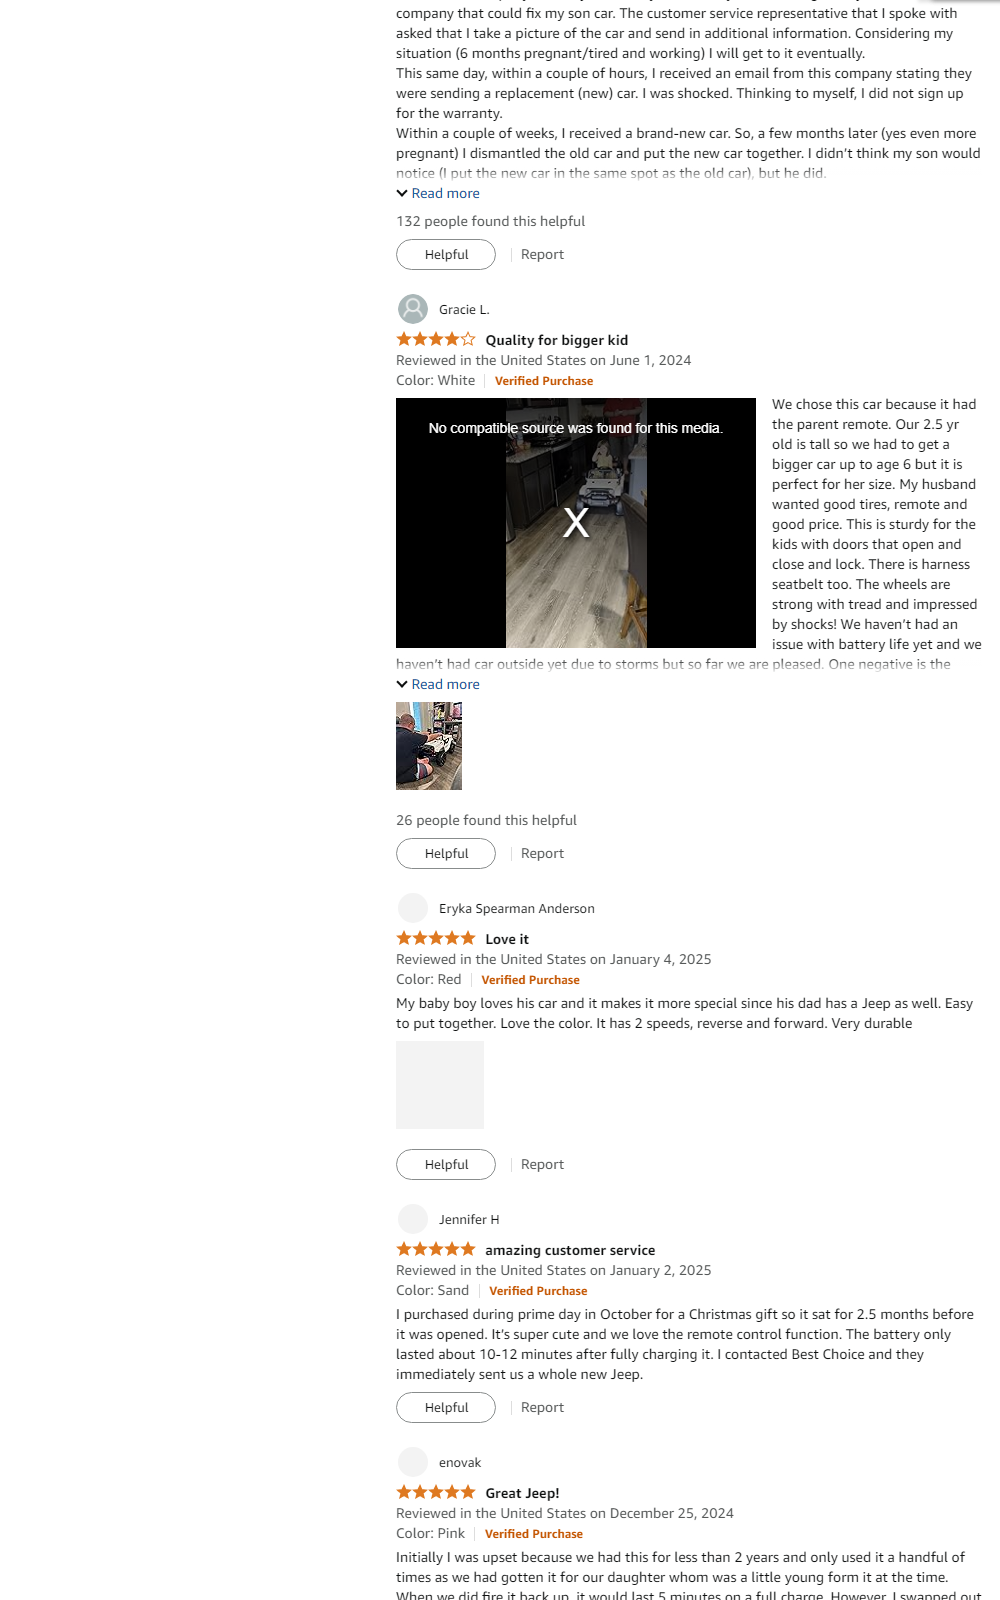 company that could fix my son car. The customer service representative that I spoke with
asked that I take a picture of the car and send in additional information. Considering my
situation (6 months pregnant/tired and working) I will get to it eventually.
This same day, within a couple of hours, I received an email from this company stating they
were sending a replacement (new) car. I was shocked. Thinking to myself, I did not sign up
for the warranty.
Within a couple of weeks, I received a brand-new car. So, a few months later (yes even more
pregnant) I dismantled the old car and put the new car together. I didn’t think my son would
notice (I put the new car in the same spot as the old car), but he did.
Read more
132 people found this helpful
Helpful
Report
Gracie L.
Quality for bigger kid
Reviewed in the United States on June 1, 2024
Color: White
Verified Purchase
No compatible source was found for this media.
We chose this car because it had
the parent remote. Our 2.5 yr
old is tall so we had to get a
bigger car up to age 6 but it is
perfect for her size. My husband
wanted good tires, remote and
good price. This is sturdy for the
kids with doors that open and
close and lock. There is harness
seatbelt too. The wheels are
strong with tread and impressed
by shocks! We haven’t had an
issue with battery life yet and we
haven’t had car outside yet due to storms but so far we are pleased. One negative is the
Read more
26 people found this helpful
Helpful
Report
Eryka Spearman Anderson
Love it
Reviewed in the United States on January 4, 2025
Color: Red
Verified Purchase
My baby boy loves his car and it makes it more special since his dad has a Jeep as well. Easy
to put together. Love the color. It has 2 speeds, reverse and forward. Very durable
Helpful
Report
Jennifer H
amazing customer service
Reviewed in the United States on January 2, 2025
Color: Sand
Verified Purchase
I purchased during prime day in October for a Christmas gift so it sat for 2.5 months before
it was opened. It’s super cute and we love the remote control function. The battery only
lasted about 10-12 minutes after fully charging it. I contacted Best Choice and they
immediately sent us a whole new Jeep.
Helpful
Report
enovak
Great Jeep!
Reviewed in the United States on December 25, 2024
Color: Pink
Verified Purchase
Initially I was upset because we had this for less than 2 years and only used it a handful of
times as we had gotten it for our daughter whom was a little young form it at the time.
When we did fire it back up, it would last 5 minutes on a full charge. However, I swapped out